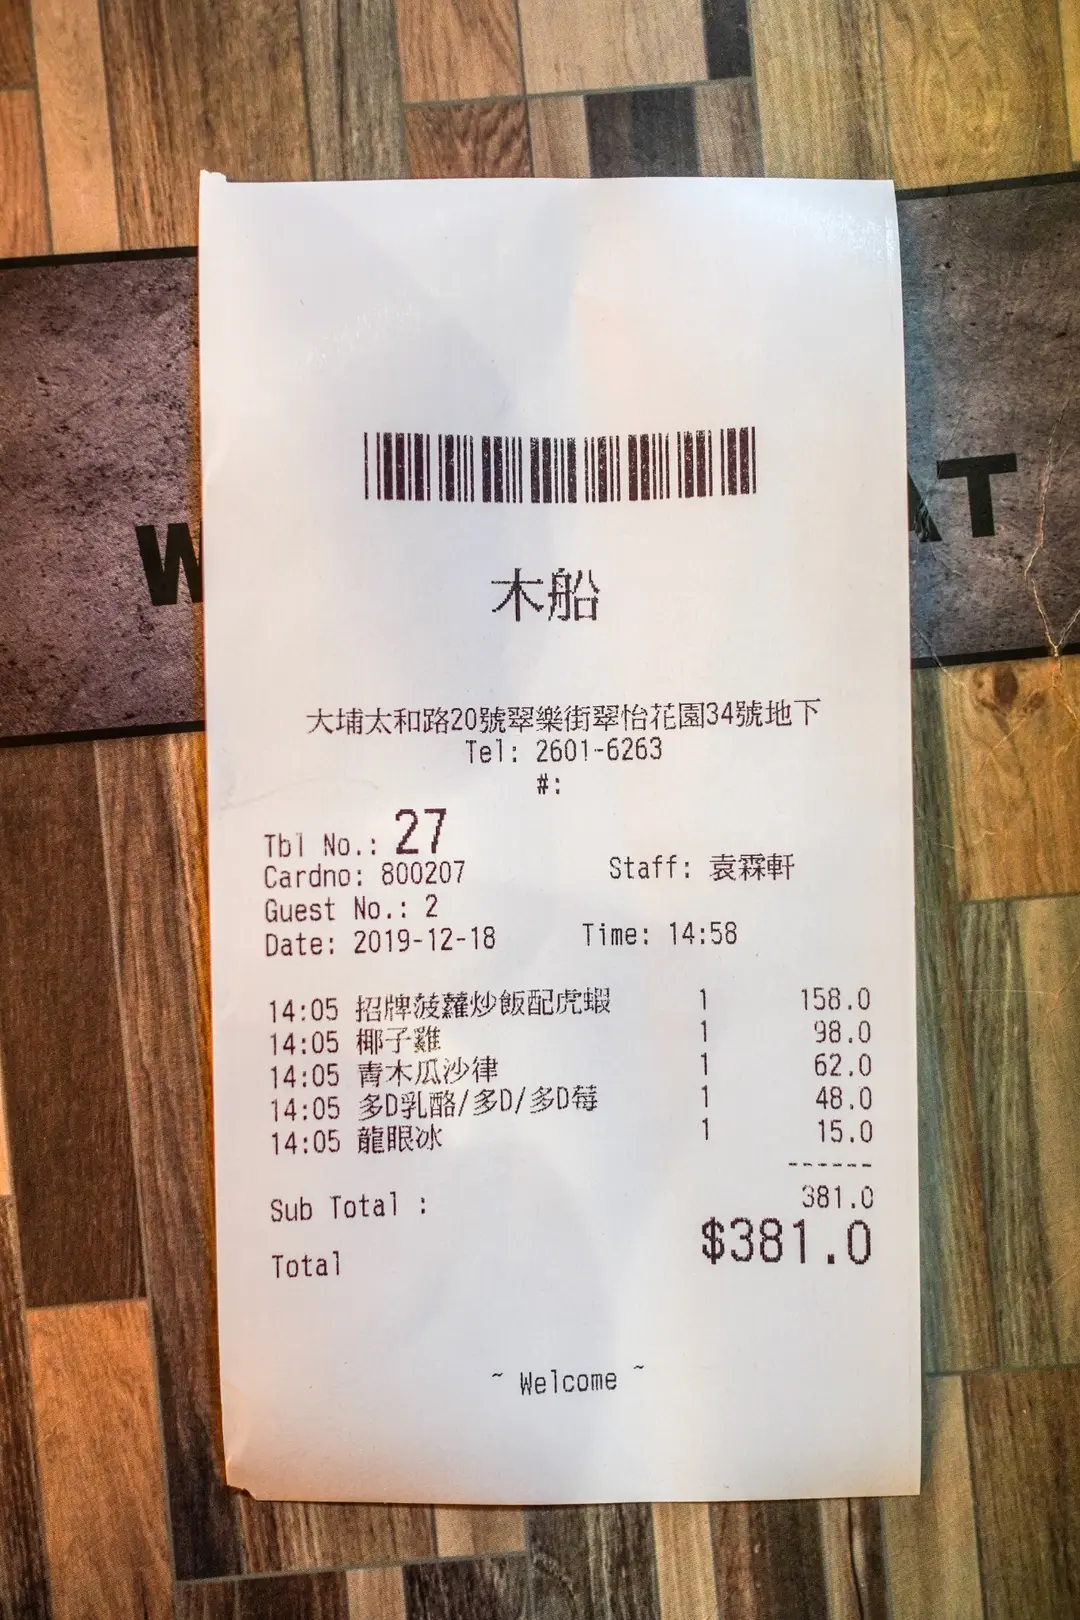 W
AT
木船
大埔太和路20號翠樂街翠怡花園34號地下
Tel: 2601-6263
#:
Tbl No.: 27
Cardno: 800207 Staff: 袁霖軒
Guest No.: 2
Date: 2019-12-18 Time: 14:58
14:05 招牌菠蘿炒飯配虎蝦 1 158.0
14:05 椰子雞 1 98.0
14:05 青木瓜沙律 1 62.0
14:05 多D乳酪/多D/多D莓 1 48.0
14:05 龍眼冰 1 15.0
------
Sub Total : 381.0
Total $381.0
~ Welcome ~